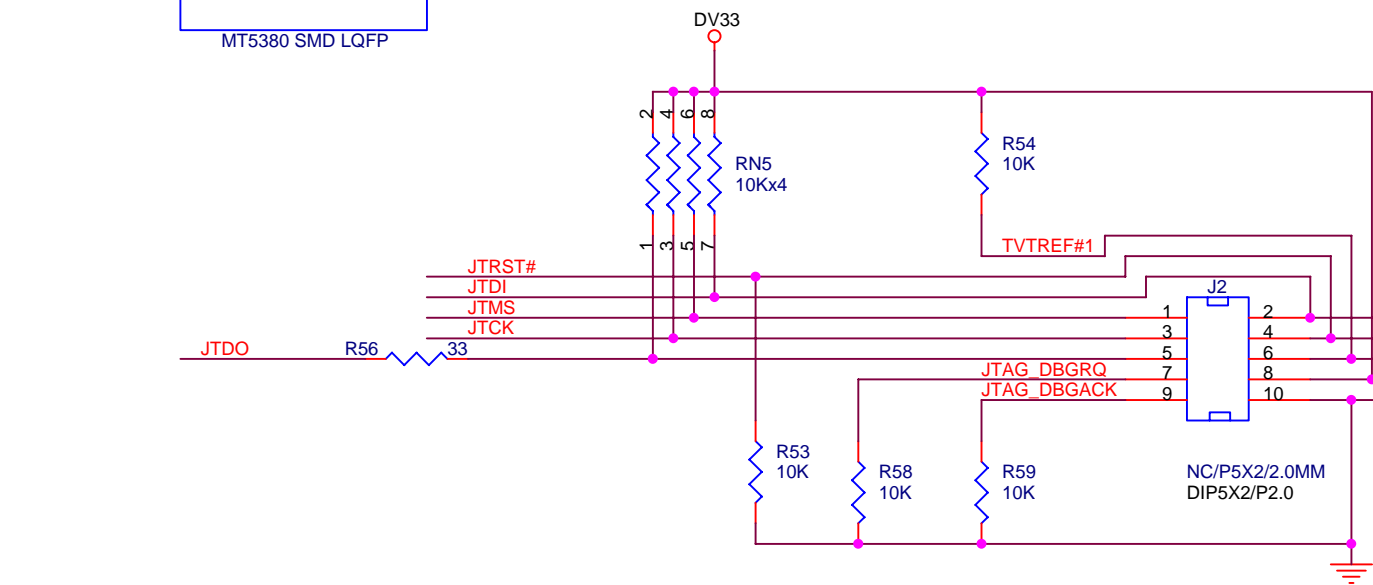 DV33
MT5380 SMD LQFP
2 4 6 8
R54
10K
RN5
10Kx4
1 3 5 7
TVTREF#1
JTRST#
JTDI
J2
JTMS
1 2
JTCK
3 4
JTDO
R56 33
5 6
JTAG_DBGRQ
7 8
JTAG_DBGACK
9 10
R53
10K
R58
10K
R59
10K
NC/P5X2/2.0MM
DIP5X2/P2.0